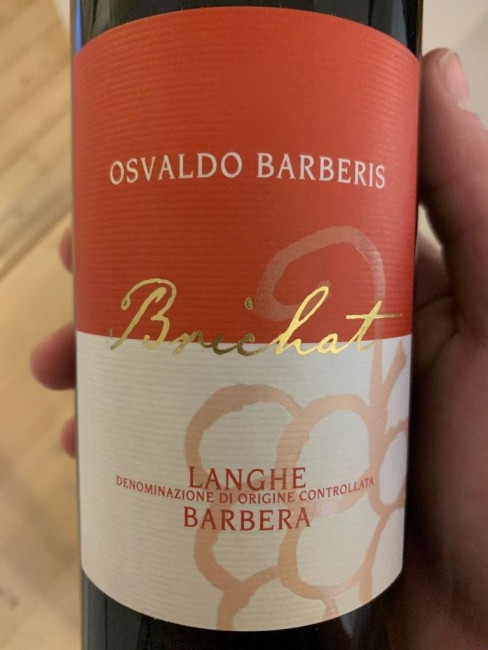 OSVALDO BARBERIS
Brichat
LANGHE
DENOMINAZIONE DI ORIGINE CONTROLLATA
BARBERA